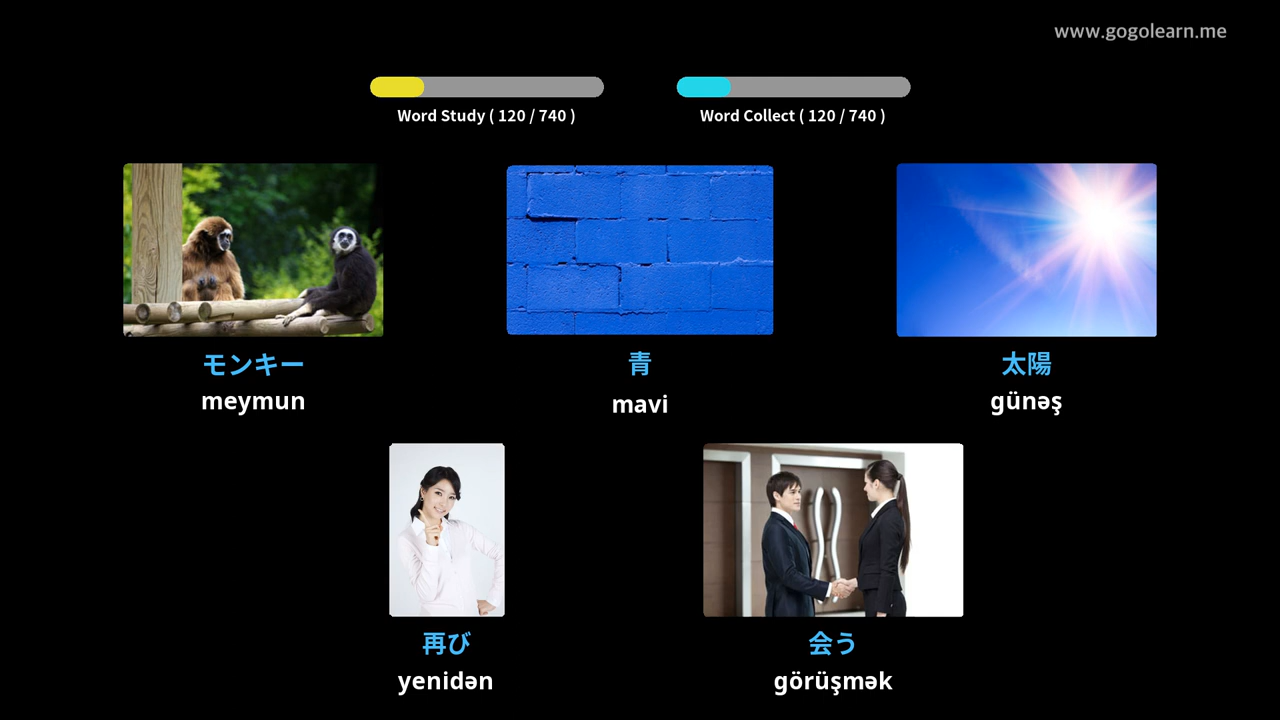 www.gogolearn.me
Word Study ( 120 / 740 )
Word Collect ( 120 / 740 )
モンキー
meymun
青
mavi
太陽
günəş
再び
yenidən
会う
görüşmək